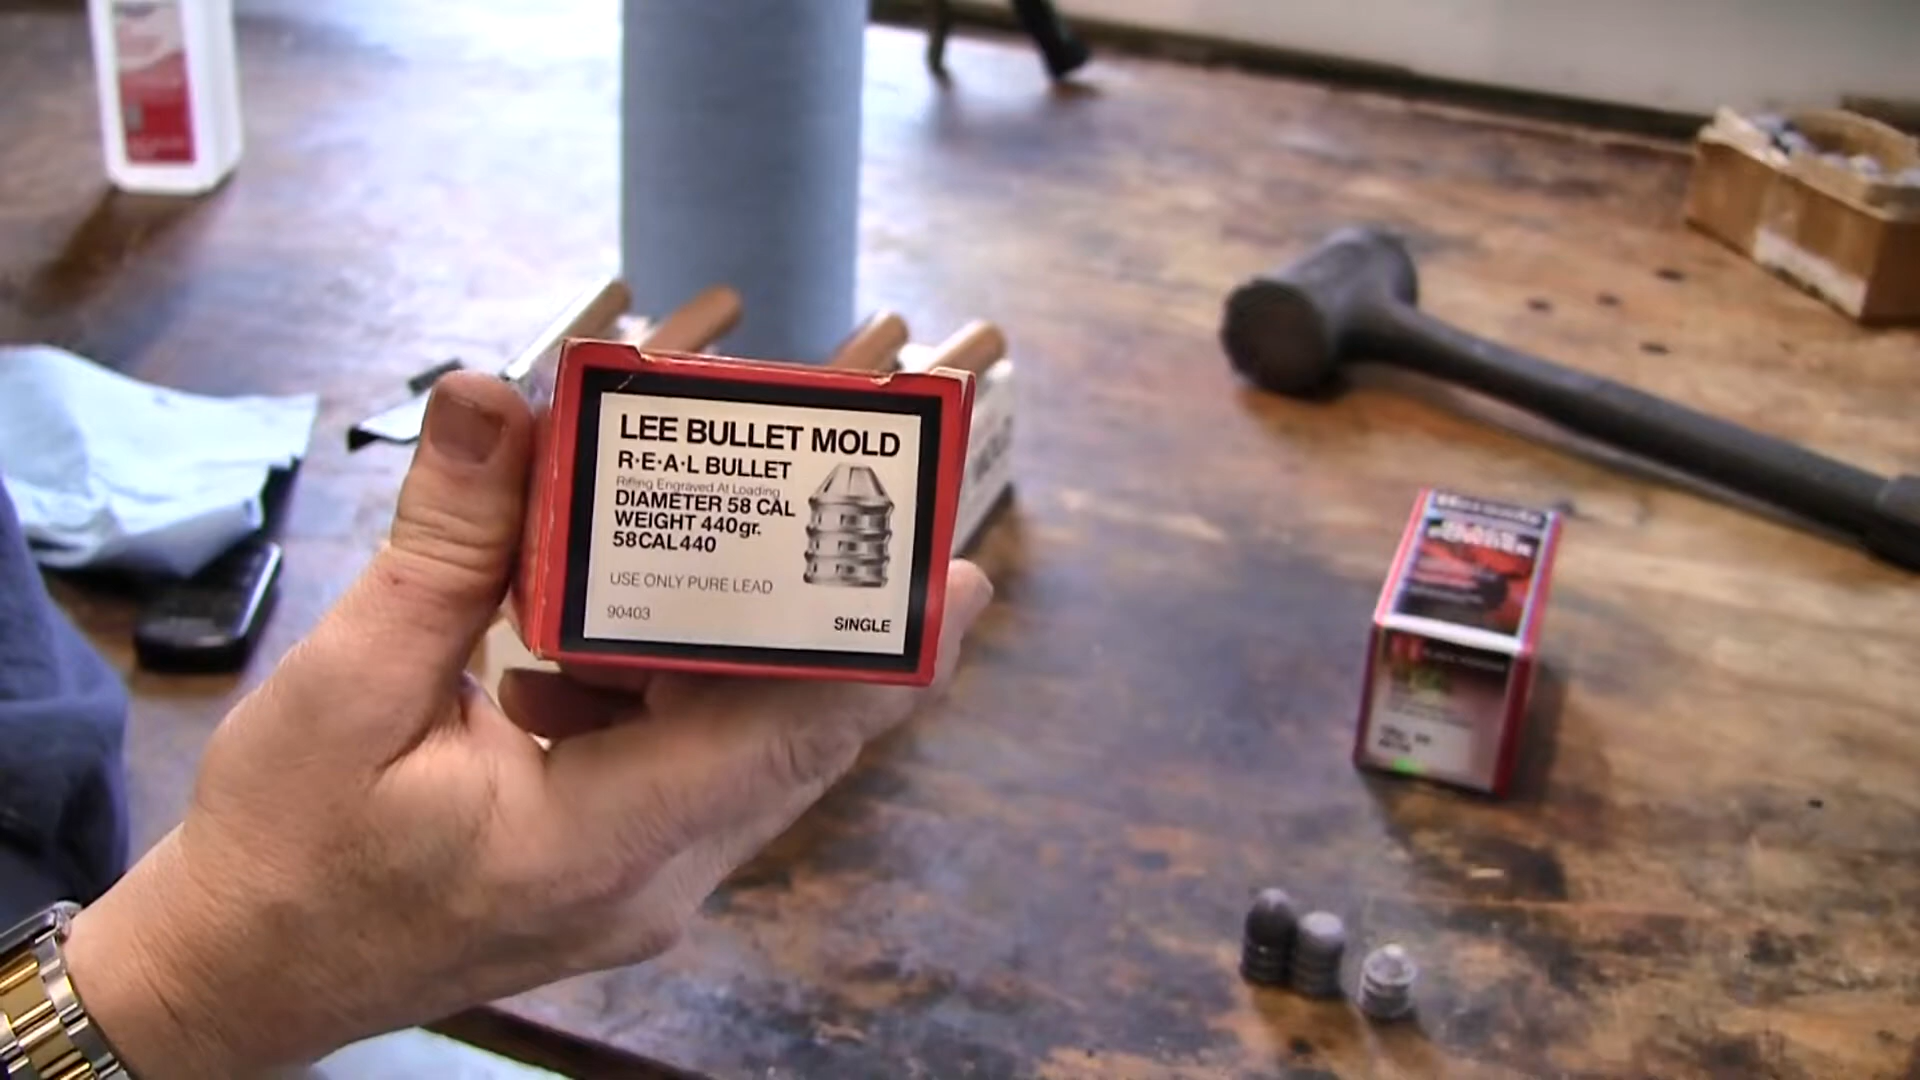 LEE BULLET MOLD
R·E·A·L BULLET
Rifling Engraved At Loading
DIAMETER 58 CAL
WEIGHT 440gr.
58CAL440
USE ONLY PURE LEAD
90403
SINGLE